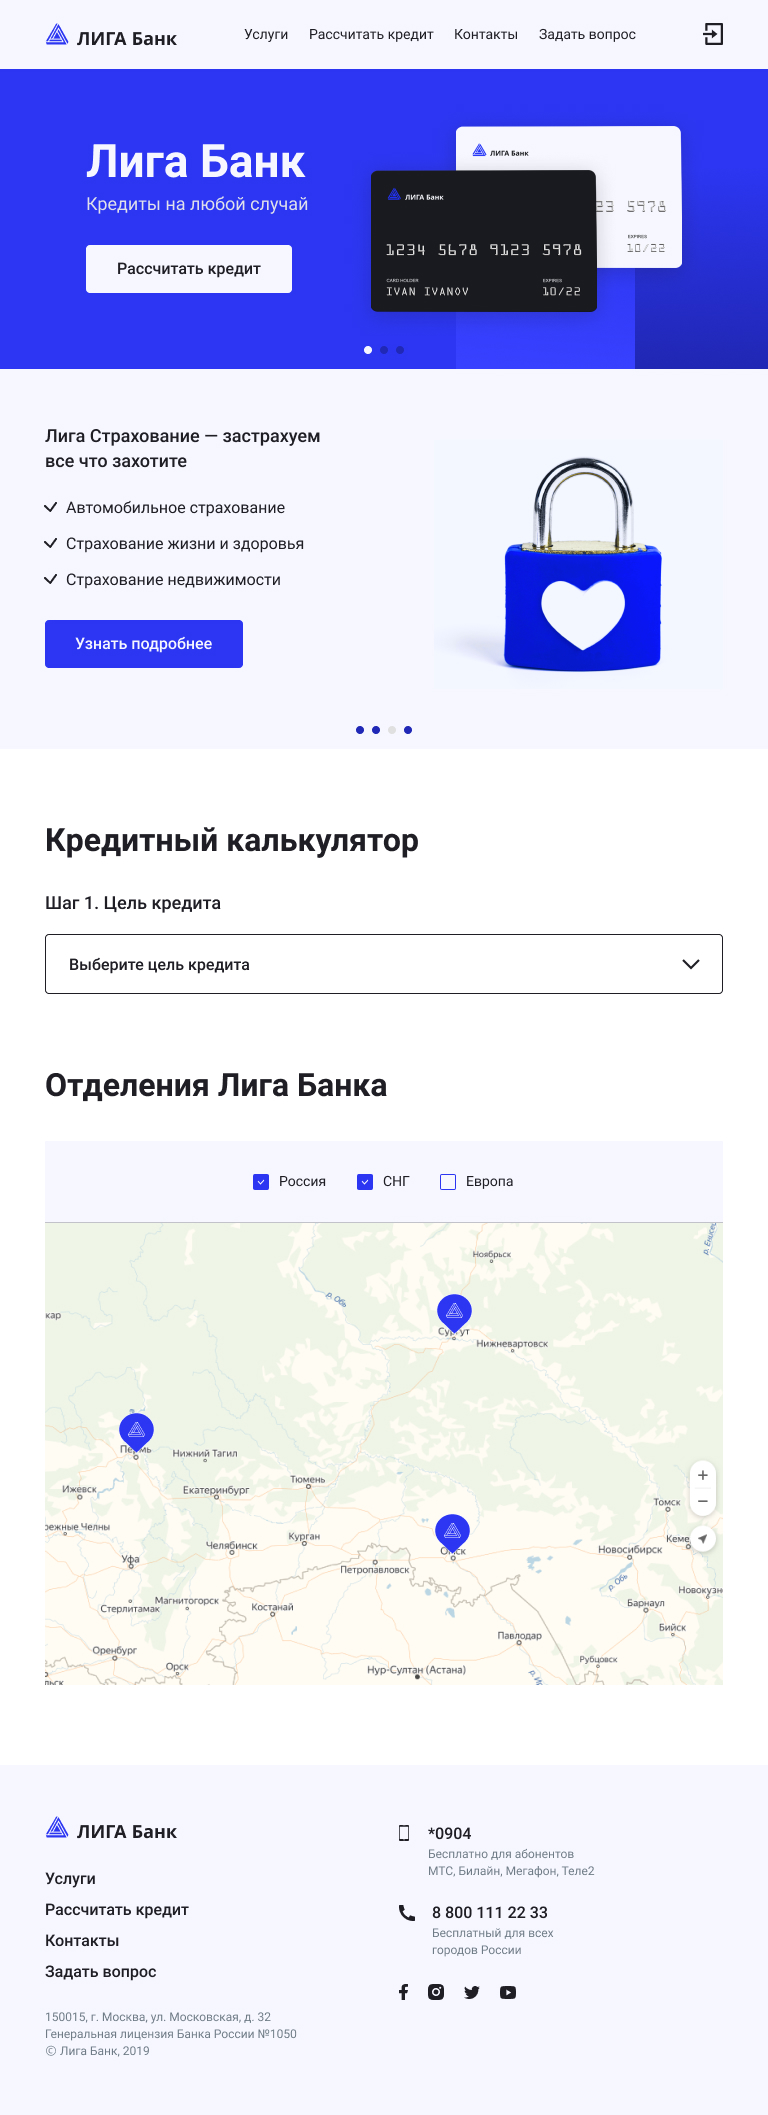 ЛИГА Банк
Услуги
Рассчитать кредит
Контакты
Задать вопрос
Лига Банк
Кредиты на любой случай
Рассчитать кредит
ЛИГА Банк
23 5978
EXPIRES
10/22
ЛИГА Банк
1234 5678 9123 5978
CARD HOLDER
EXPIRES
IVAN IVANOV
10/22
Лига Страхование — застрахуем
все что захотите
Автомобильное страхование
Страхование жизни и здоровья
Страхование недвижимости
Узнать подробнее
Кредитный калькулятор
Шаг 1. Цель кредита
Выберите цель кредита
Отделения Лига Банка
Россия
СНГ
Европа
Ноябрьск
р. Обь
кар
Нижневартовск
Нижний Тагил
Тюмень
Ижевск
Екатеринбург
Томск
режные Челны
Курган
Челябинск
Кеме
Новосибирск
Уфа
Петропавловск
р. Обь
Новокузн
Магнитогорск
Стерлитамак
Костанай
Барнаул
Бийск
Павлодар
Оренбург
Рубцовск
Орск
Нур-Султан (Астана)
льск
ЛИГА Банк
Услуги
Рассчитать кредит
Контакты
Задать вопрос
150015, г. Москва, ул. Московская, д. 32
Генеральная лицензия Банка России №1050
© Лига Банк, 2019
*0904
Бесплатно для абонентов
МТС, Билайн, Мегафон, Теле2
8 800 111 22 33
Бесплатный для всех
городов России